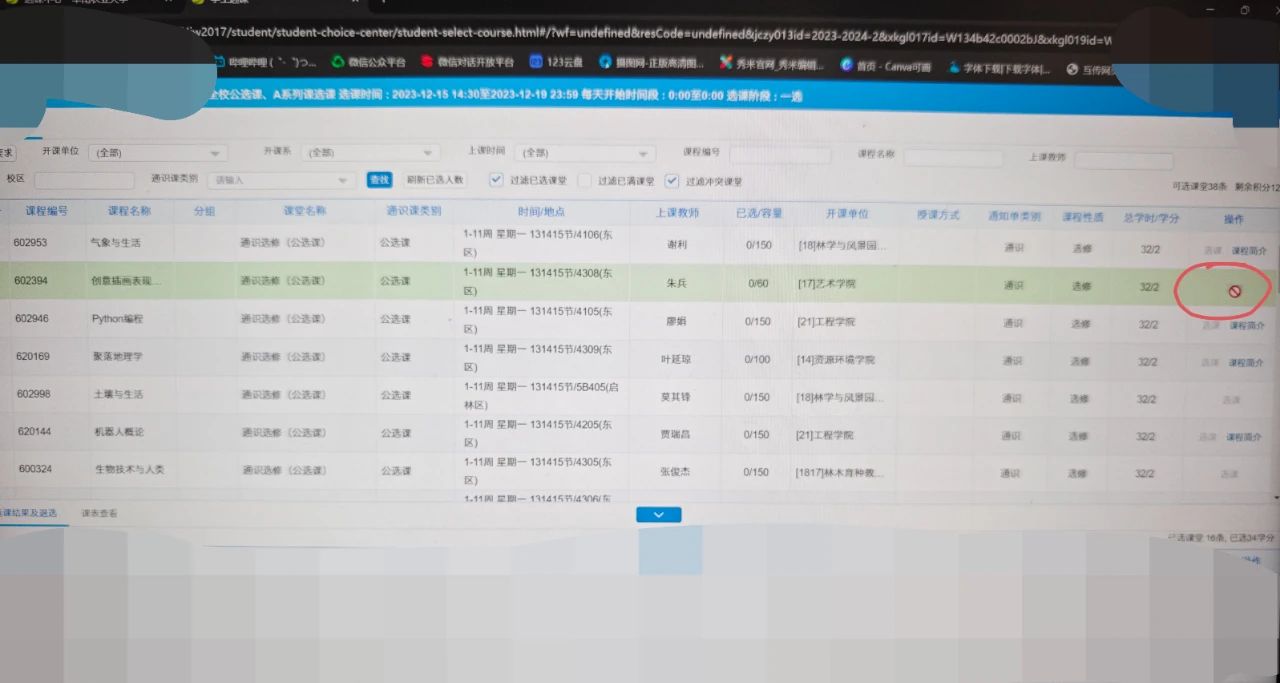 w2017/student/student-choice-center/student-select-course.html#/?wf=undefined&resCode=undefined&jczy013id=2023-2024-2&xkgl017id=W134b42c0002bJ&xkgl019id=W
哔哩哔哩 ( ゜- ゜)つ... 微信公众平台 微信对话开放平台 123云盘 摄图网-正版高清图... 秀米官网_秀米编辑... 首页 - Canva可画 字体下载|下载字体|... 互传网
全校公选课、A系列课选课 选课时间：2023-12-15 14:30至2023-12-19 23:59 每天开始时间段：0:00至0:00 选课阶段：一选
要求 开课单位 (全部) 开课系 (全部) 上课时间 (全部) 课程编号 课程名称 上课教师
校区 通识课类别 请输入 查找 刷新已选人数 过滤已选课堂 过滤已满课堂 过滤冲突课堂
可选课堂38条 剩余积分12
课程编号 课程名称 分组 课堂名称 通识课类别 时间/地点 上课教师 已选/容量 开课单位 授课方式 通知单类别 课程性质 总学时/学分 操作
602953 气象与生活 通识选修（公选课） 公选课 1-11周 星期一 131415节/4106(东 谢利 0/150 [18]林学与风景园... 通识 选修 32/2 选课 课程简介
区）
602394 创意插画表现... 通识选修（公选课） 公选课 1-11周 星期一 131415节/4308(东 朱兵 0/60 [17]艺术学院 通识 选修 32/2
区）
602946 Python编程 通识选修（公选课） 公选课 1-11周 星期一 131415节/4105(东 廖娟 0/150 [21]工程学院 通识 选修 32/2 选课 课程简介
区）
620169 聚落地理学 通识选修（公选课） 公选课 1-11周 星期一 131415节/4309(东 叶延琼 0/100 [14]资源环境学院 通识 选修 32/2 选课 课程简介
区）
602998 土壤与生活 通识选修（公选课） 公选课 1-11周 星期一 131415节/5B405(启 莫其锋 0/150 [18]林学与风景园... 通识 选修 32/2 选课
林区）
620144 机器人概论 通识选修（公选课） 公选课 1-11周 星期一 131415节/4205(东 贾瑞昌 0/150 [21]工程学院 通识 选修 32/2 选课 课程简介
区）
600324 生物技术与人类 通识选修（公选课） 公选课 1-11周 星期一 131415节/4305(东 张俊杰 0/150 [1817]林木育种教... 通识 选修 32/2 选课
区）
1-11周 星期一 131415节/4306(东
选课结果及退选 课表查看
已选课堂 16条, 已选34学分